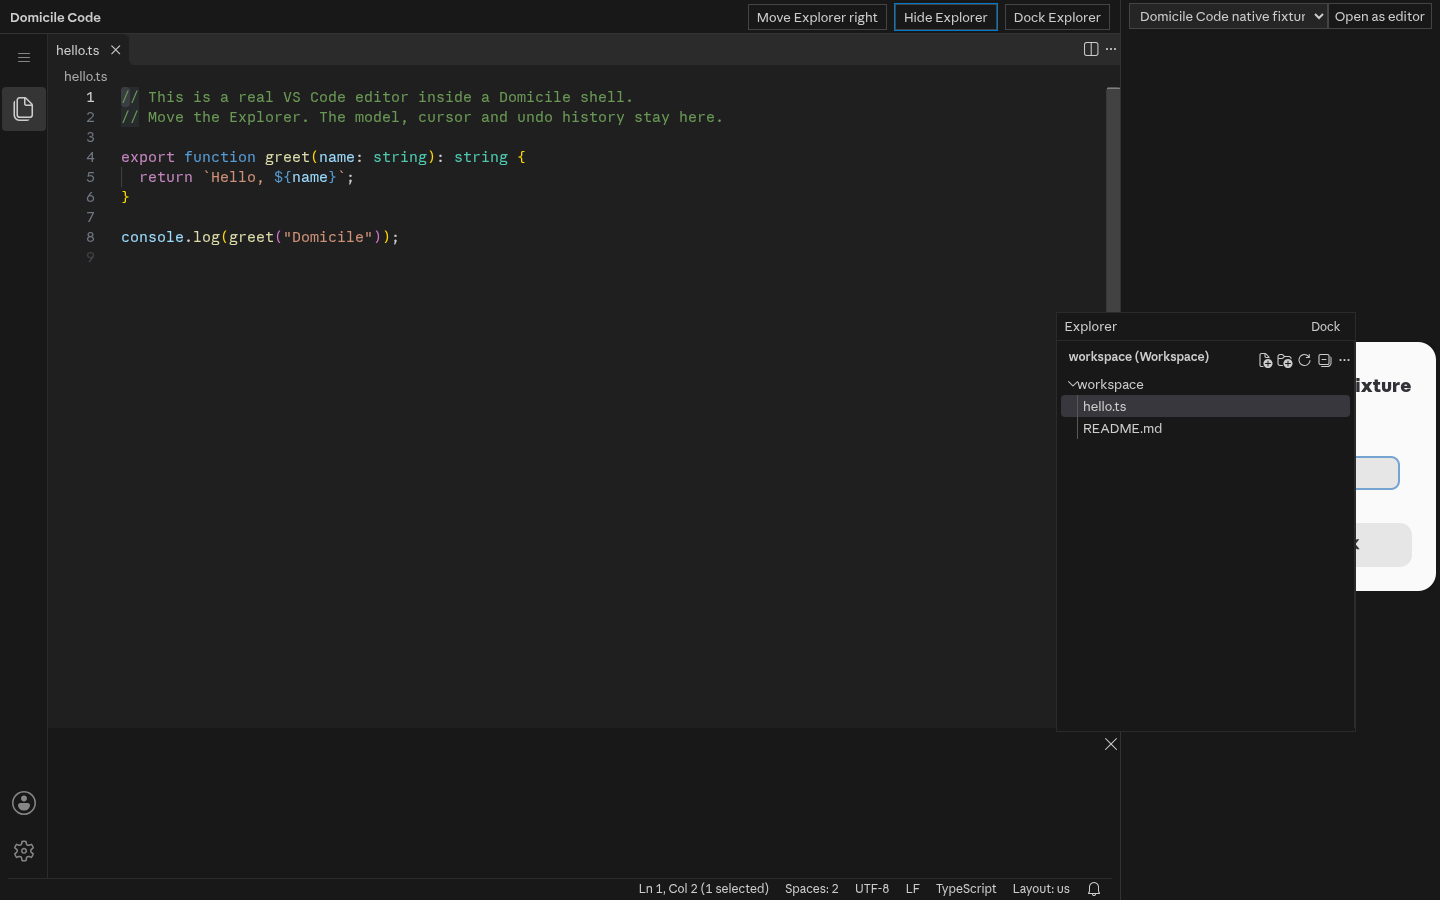 Domicile Code
Move Explorer right
Hide Explorer
Dock Explorer
Domicile Code native fixtur
Open as editor
hello.ts
hello.ts
1 // This is a real VS Code editor inside a Domicile shell.
2 // Move the Explorer. The model, cursor and undo history stay here.
3
4 export function greet(name: string): string {
5 return `Hello, ${name}`;
6 }
7
8 console.log(greet("Domicile"));
9
Explorer
Dock
workspace (Workspace)
workspace
hello.ts
README.md
ixture
Ln 1, Col 2 (1 selected)
Spaces: 2
UTF-8
LF
TypeScript
Layout: us